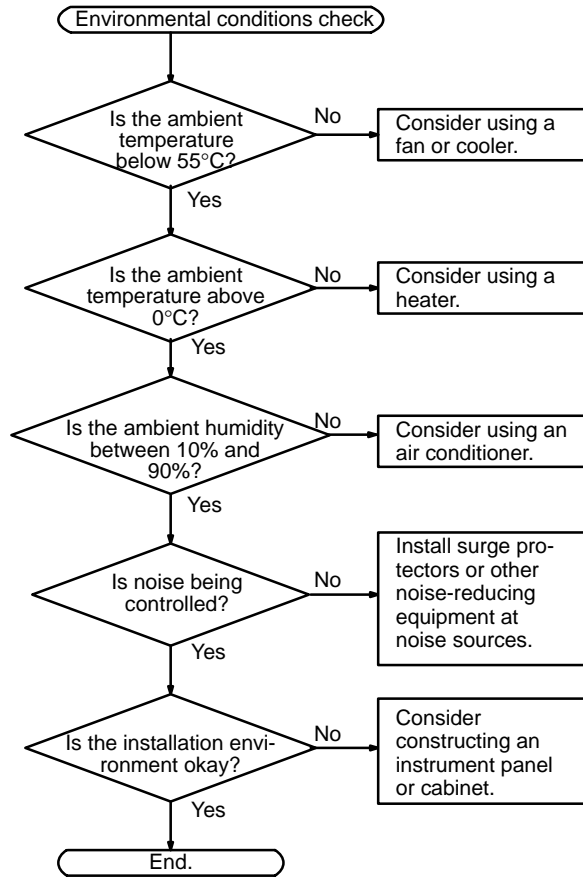 Environmental conditions check
Is the ambient
temperature
below 55°C?
No
Consider using a
fan or cooler.
Yes
Is the ambient
temperature above
0°C?
No
Consider using a
heater.
Yes
Is the ambient humidity
between 10% and
90%?
No
Consider using an
air conditioner.
Yes
Is noise being
controlled?
No
Install surge pro-
tectors or other
noise-reducing
equipment at
noise sources.
Yes
Is the installation envi-
ronment okay?
No
Consider
constructing an
instrument panel
or cabinet.
Yes
End.